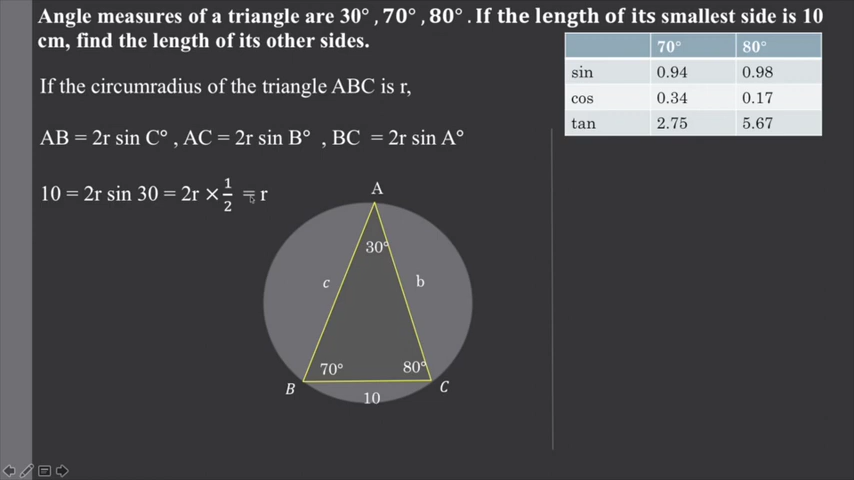 Angle measures of a triangle are 30°, 70°, 80°. If the length of its smallest side is 10
cm, find the length of its other sides.
70° 80°
sin 0.94 0.98
cos 0.34 0.17
tan 2.75 5.67
If the circumradius of the triangle ABC is r,
AB = 2r sin C° , AC = 2r sin B° , BC = 2r sin A°
10 = 2r sin 30 = 2r × 1/2 = r
A
30°
c b
70° 80°
B C
10